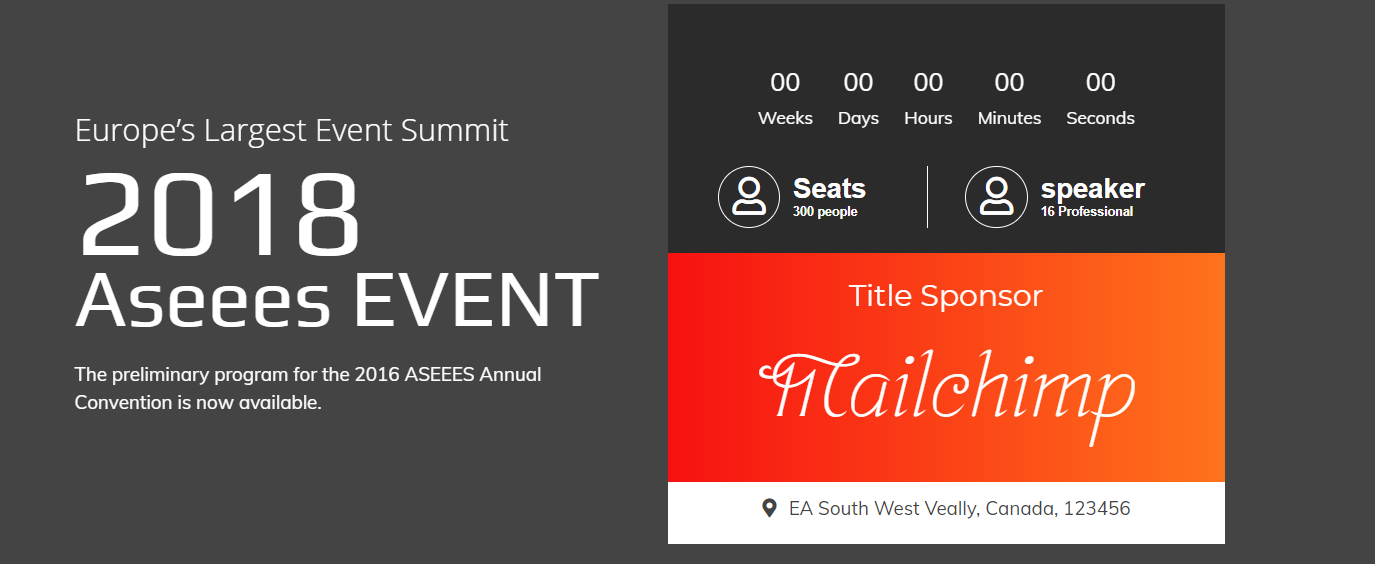 Europe’s Largest Event Summit
2018
Aseees EVENT
The preliminary program for the 2016 ASEEES Annual
Convention is now available.
00 00 00 00 00
Weeks Days Hours Minutes Seconds
Seats
300 people
speaker
16 Professional
Title Sponsor
Mailchimp
EA South West Veally, Canada, 123456